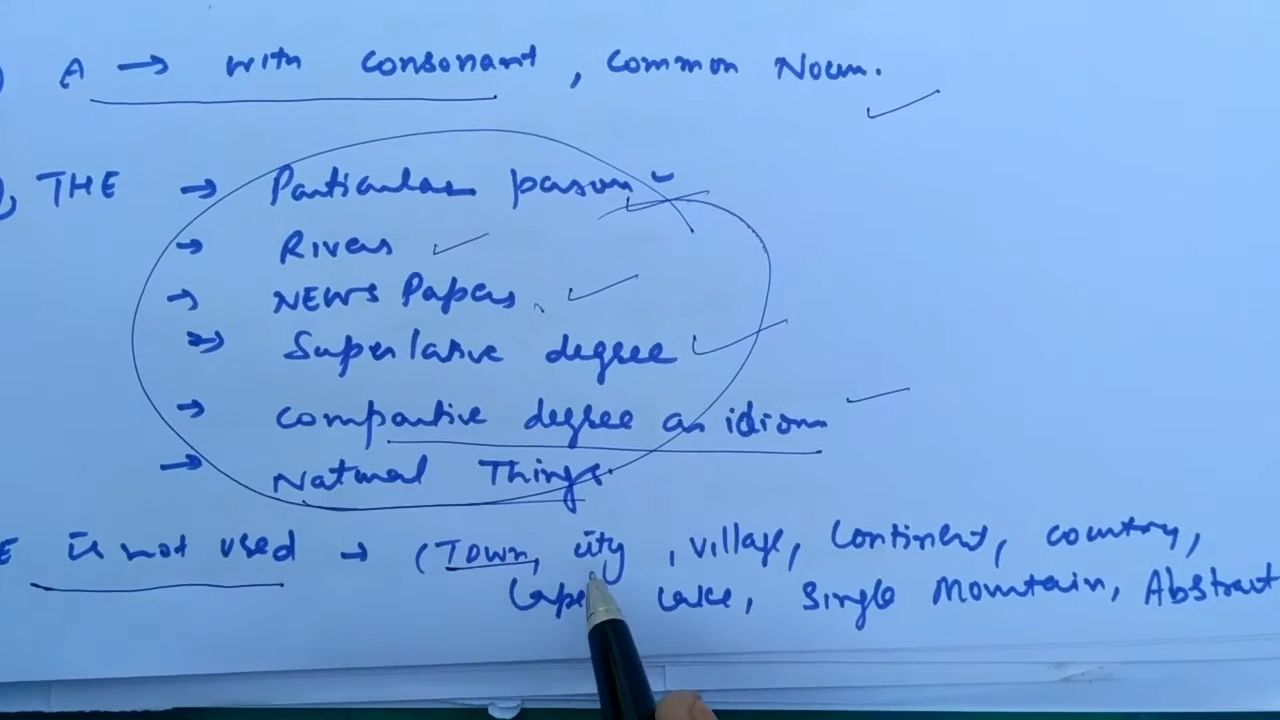 ) A → with consonant, Common Noun.
), THE → Particular person
→ Rivers
→ NEWS Papers
→ Superlative degree
→ Compartive degree as idiom
→ Natural Things.
E is not used → (Town, city, village, Continent, country,
Lake, Single Mountain, Abstract